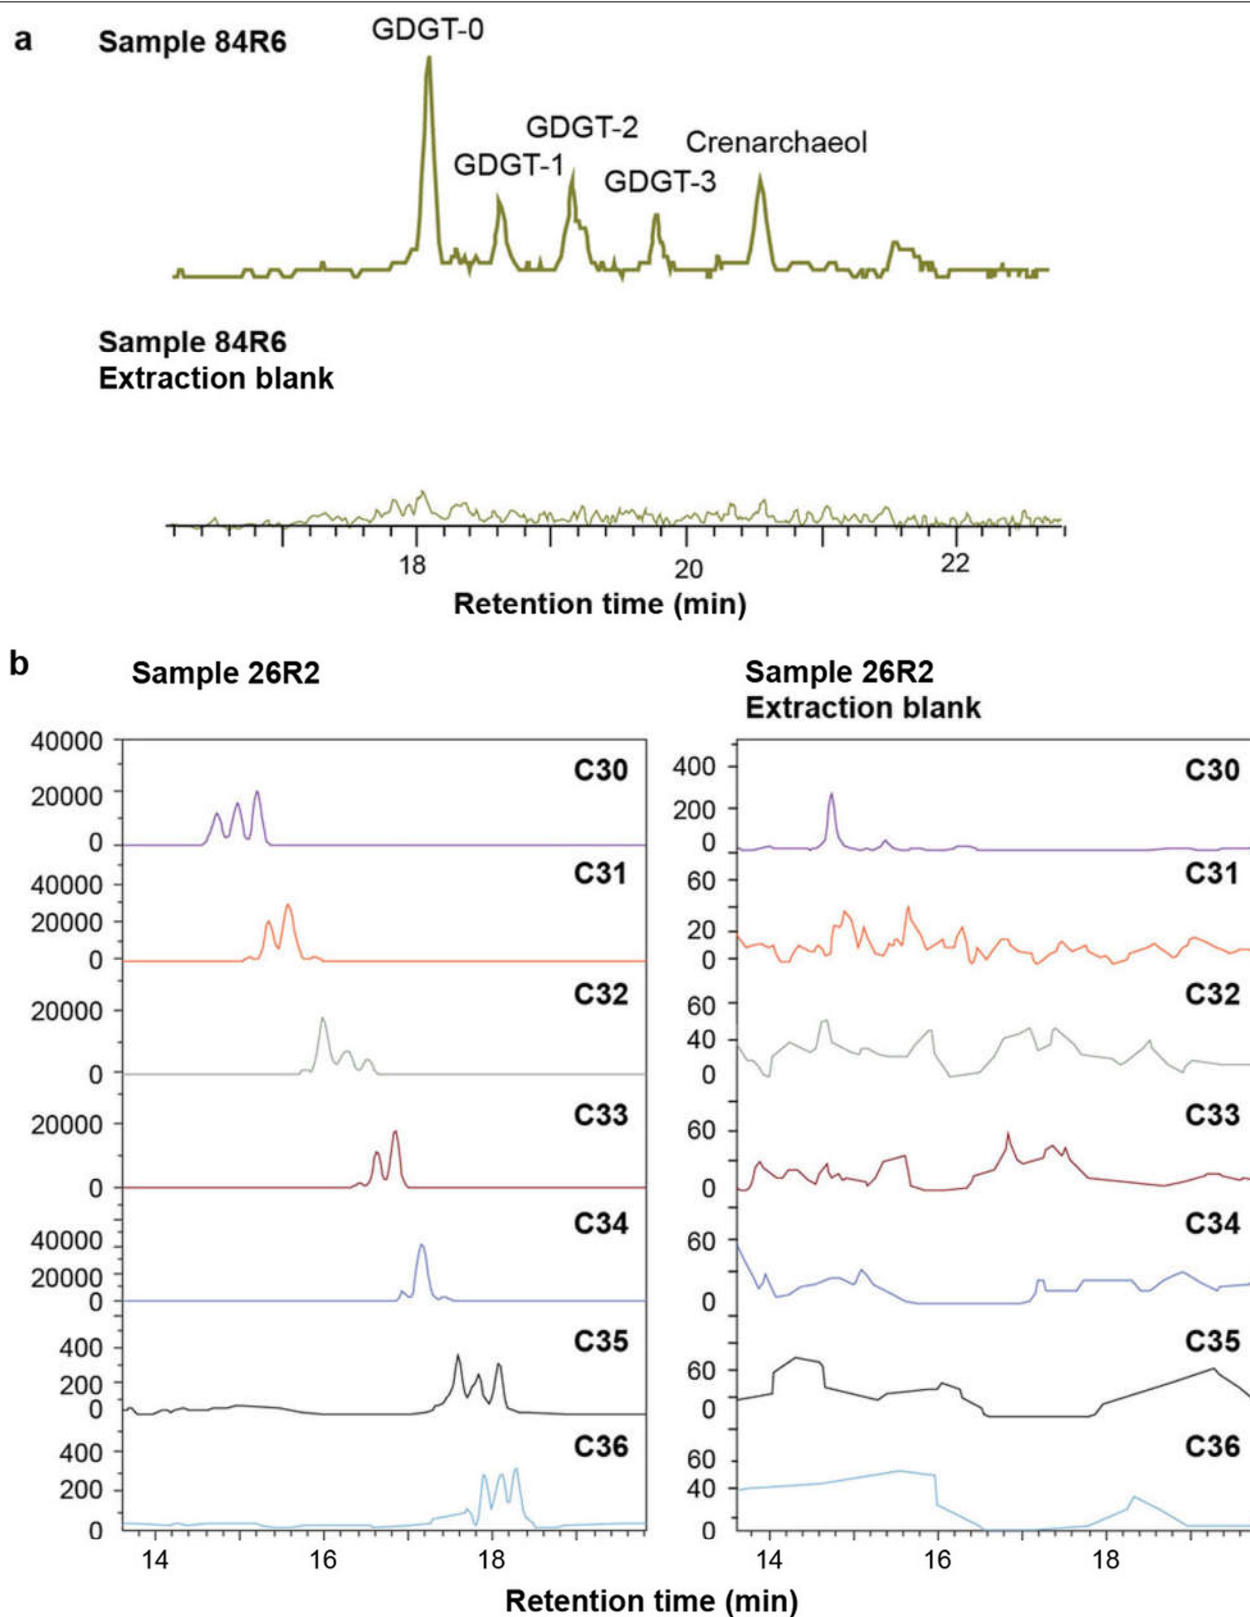 a
Sample 84R6
GDGT-0
GDGT-1
GDGT-2
GDGT-3
Crenarchaeol
Sample 84R6
Extraction blank
18
20
22
Retention time (min)
b
Sample 26R2
40000
20000
0
C30
40000
20000
0
C31
20000
0
C32
20000
0
C33
40000
20000
0
C34
400
200
0
C35
400
200
0
C36
14
16
18
Sample 26R2
Extraction blank
400
200
0
C30
60
20
0
C31
60
40
0
C32
60
0
C33
60
0
C34
60
0
C35
60
40
0
C36
14
16
18
Retention time (min)